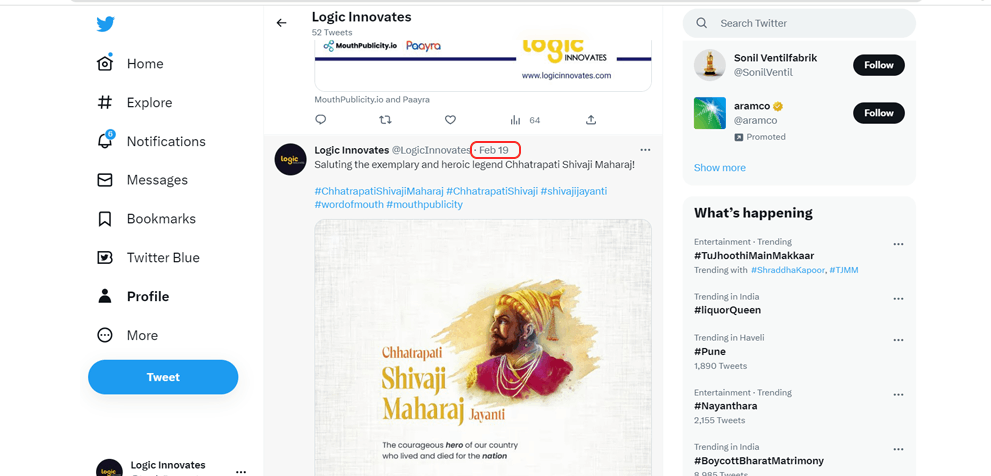 Home
Explore
6
Notifications
Messages
Bookmarks
Twitter Blue
Profile
More
Tweet
logic
Logic Innovates
Logic Innovates
52 Tweets
MouthPublicity.io Paayra
logic
INNOVATES
www.logicinnovates.com
MouthPublicity.io and Paayra
64
logic
Logic Innovates @LogicInnovates · Feb 19
Saluting the exemplary and heroic legend Chhatrapati Shivaji Maharaj!
#ChhatrapatiShivajiMaharaj #ChhatrapatiShivaji #shivajijayanti
#wordofmouth #mouthpublicity
Chhatrapati
Shivaji
Maharaj Jayanti
The courageous hero of our country
who lived and died for the nation
Search Twitter
Sonil Ventilfabrik
@SonilVentil
Follow
aramco
@aramco
Follow
Promoted
Show more
What's happening
Entertainment · Trending
#TuJhoothiMainMakkaar
Trending with #ShraddhaKapoor, #TJMM
Trending in India
#liquorQueen
Trending in Haveli
#Pune
1,890 Tweets
Entertainment · Trending
#Nayanthara
2,155 Tweets
Trending in India
#BoycottBharatMatrimony
8,985 Tweets